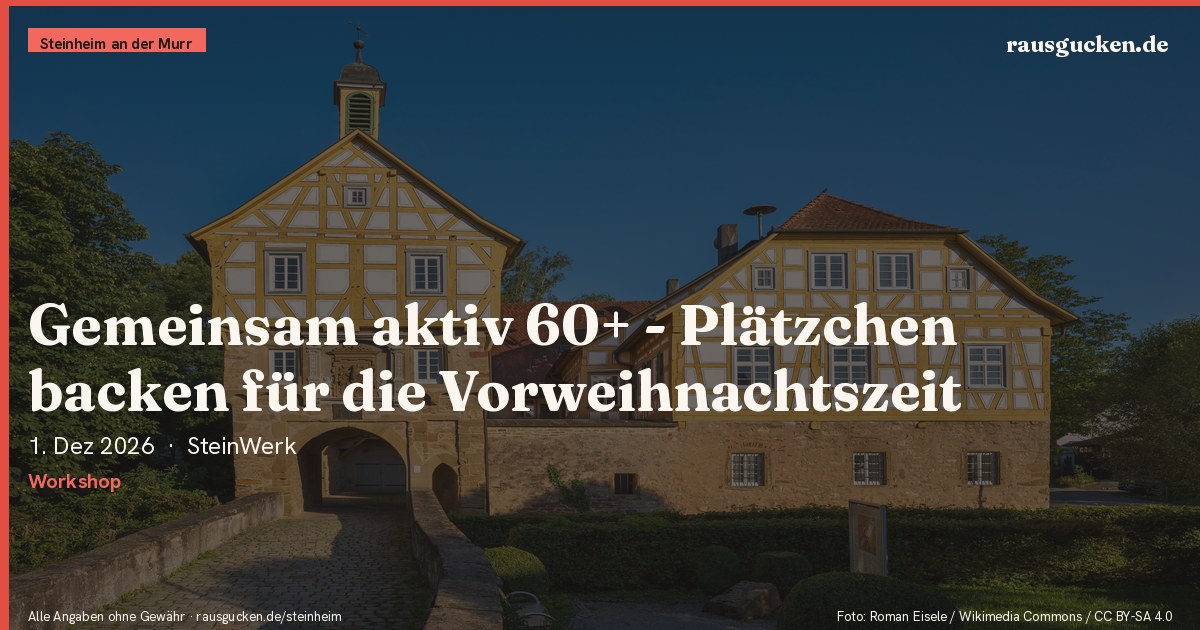 Steinheim an der Murr
rausgucken.de
Gemeinsam aktiv 60+ - Plätzchen
backen für die Vorweihnachtszeit
1. Dez 2026 · SteinWerk
Workshop
Alle Angaben ohne Gewähr · rausgucken.de/steinheim
Foto: Roman Eisele / Wikimedia Commons / CC BY-SA 4.0